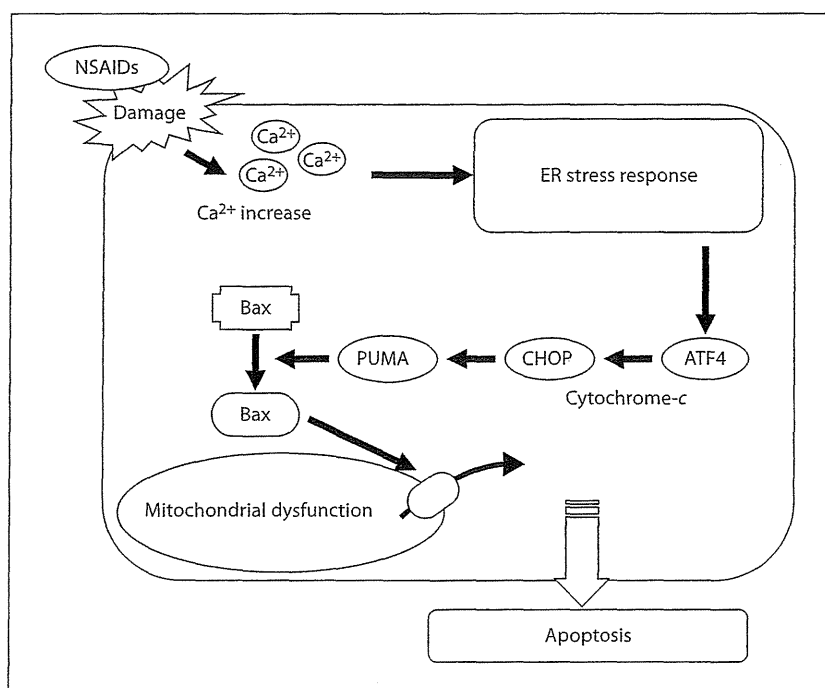 NSAIDs
Damage
Ca²⁺
Ca²⁺
Ca²⁺
Ca²⁺ increase
ER stress response
Bax
PUMA
CHOP
ATF4
Cytochrome-c
Bax
Mitochondrial dysfunction
Apoptosis